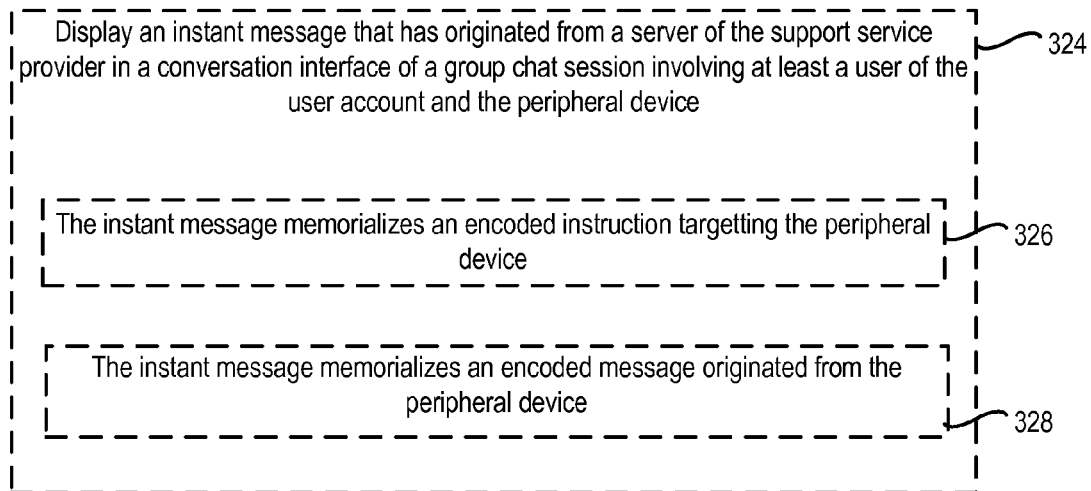 Display an instant message that has originated from a server of the support service
provider in a conversation interface of a group chat session involving at least a user of the
user account and the peripheral device
324
The instant message memorializes an encoded instruction targetting the peripheral
device
326
The instant message memorializes an encoded message originated from the
peripheral device
328